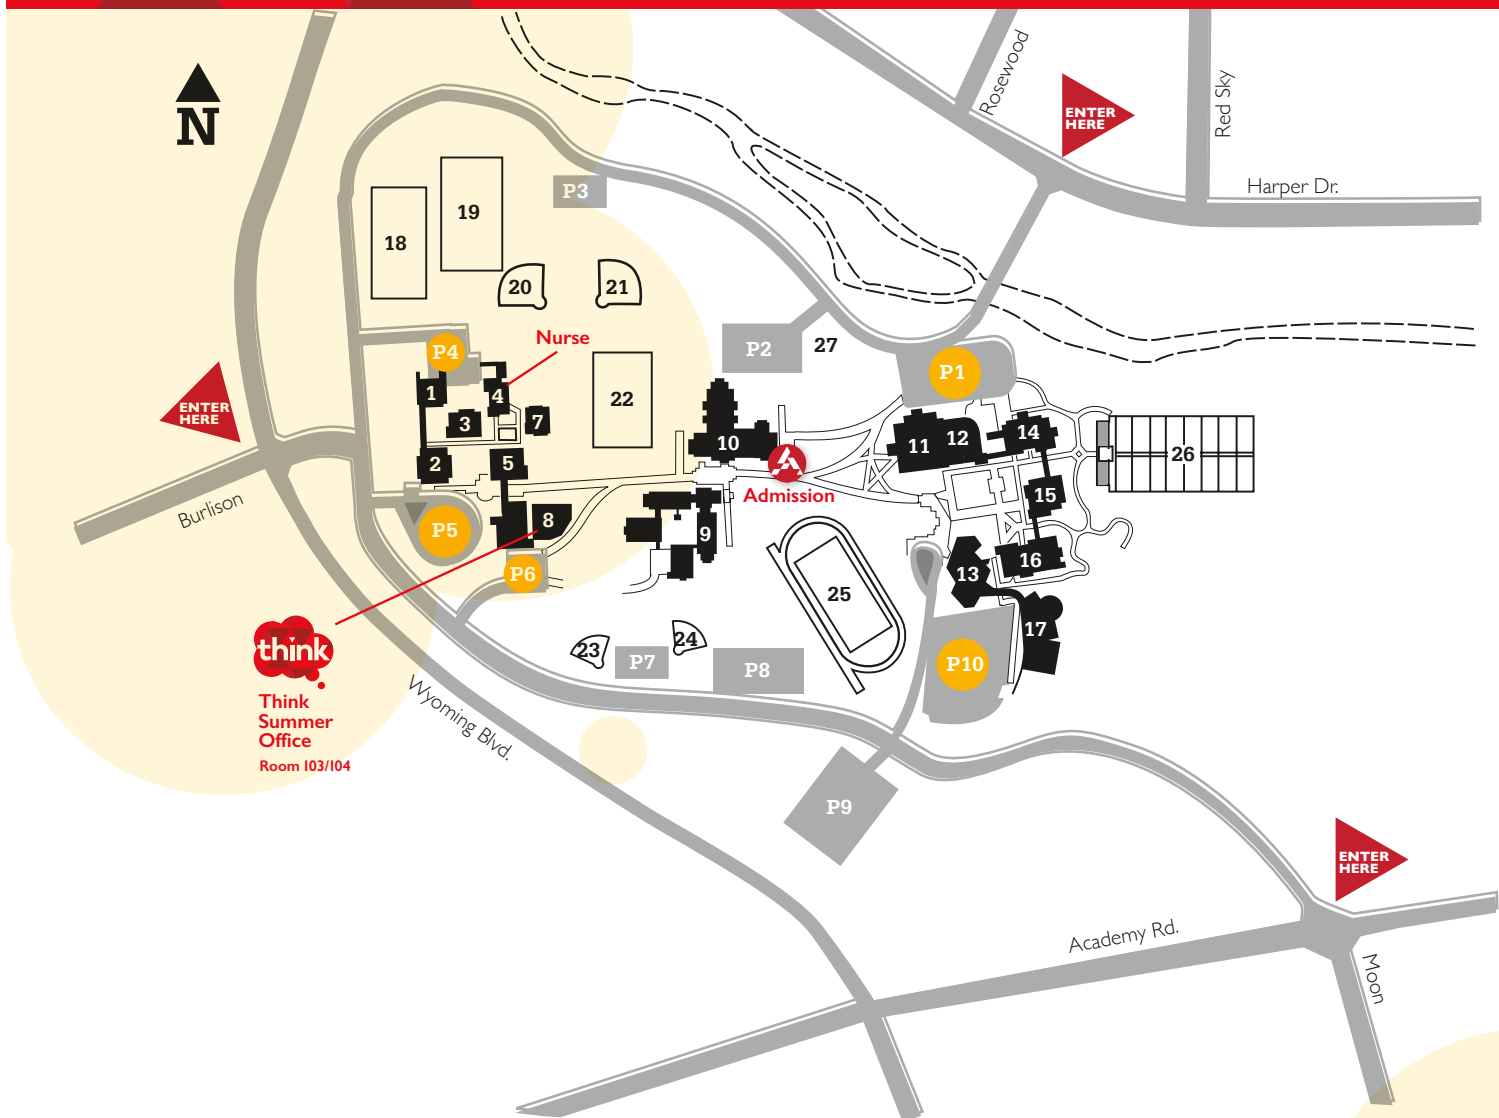 Rosewood
Red Sky
ENTER
HERE
N
Harper Dr.
P3
19
18
20
21
Nurse
P4
P2
27
P1
1
4
22
ENTER
HERE
3
7
10
11
12
14
26
2
5
Admission
15
Burlison
P5
8
9
P6
16
13
25
think
23
24
17
P7
P8
P10
Think
Summer
Office
Room 103/104
Wyoming Blvd.
P9
ENTER
HERE
Academy Rd.
Moon